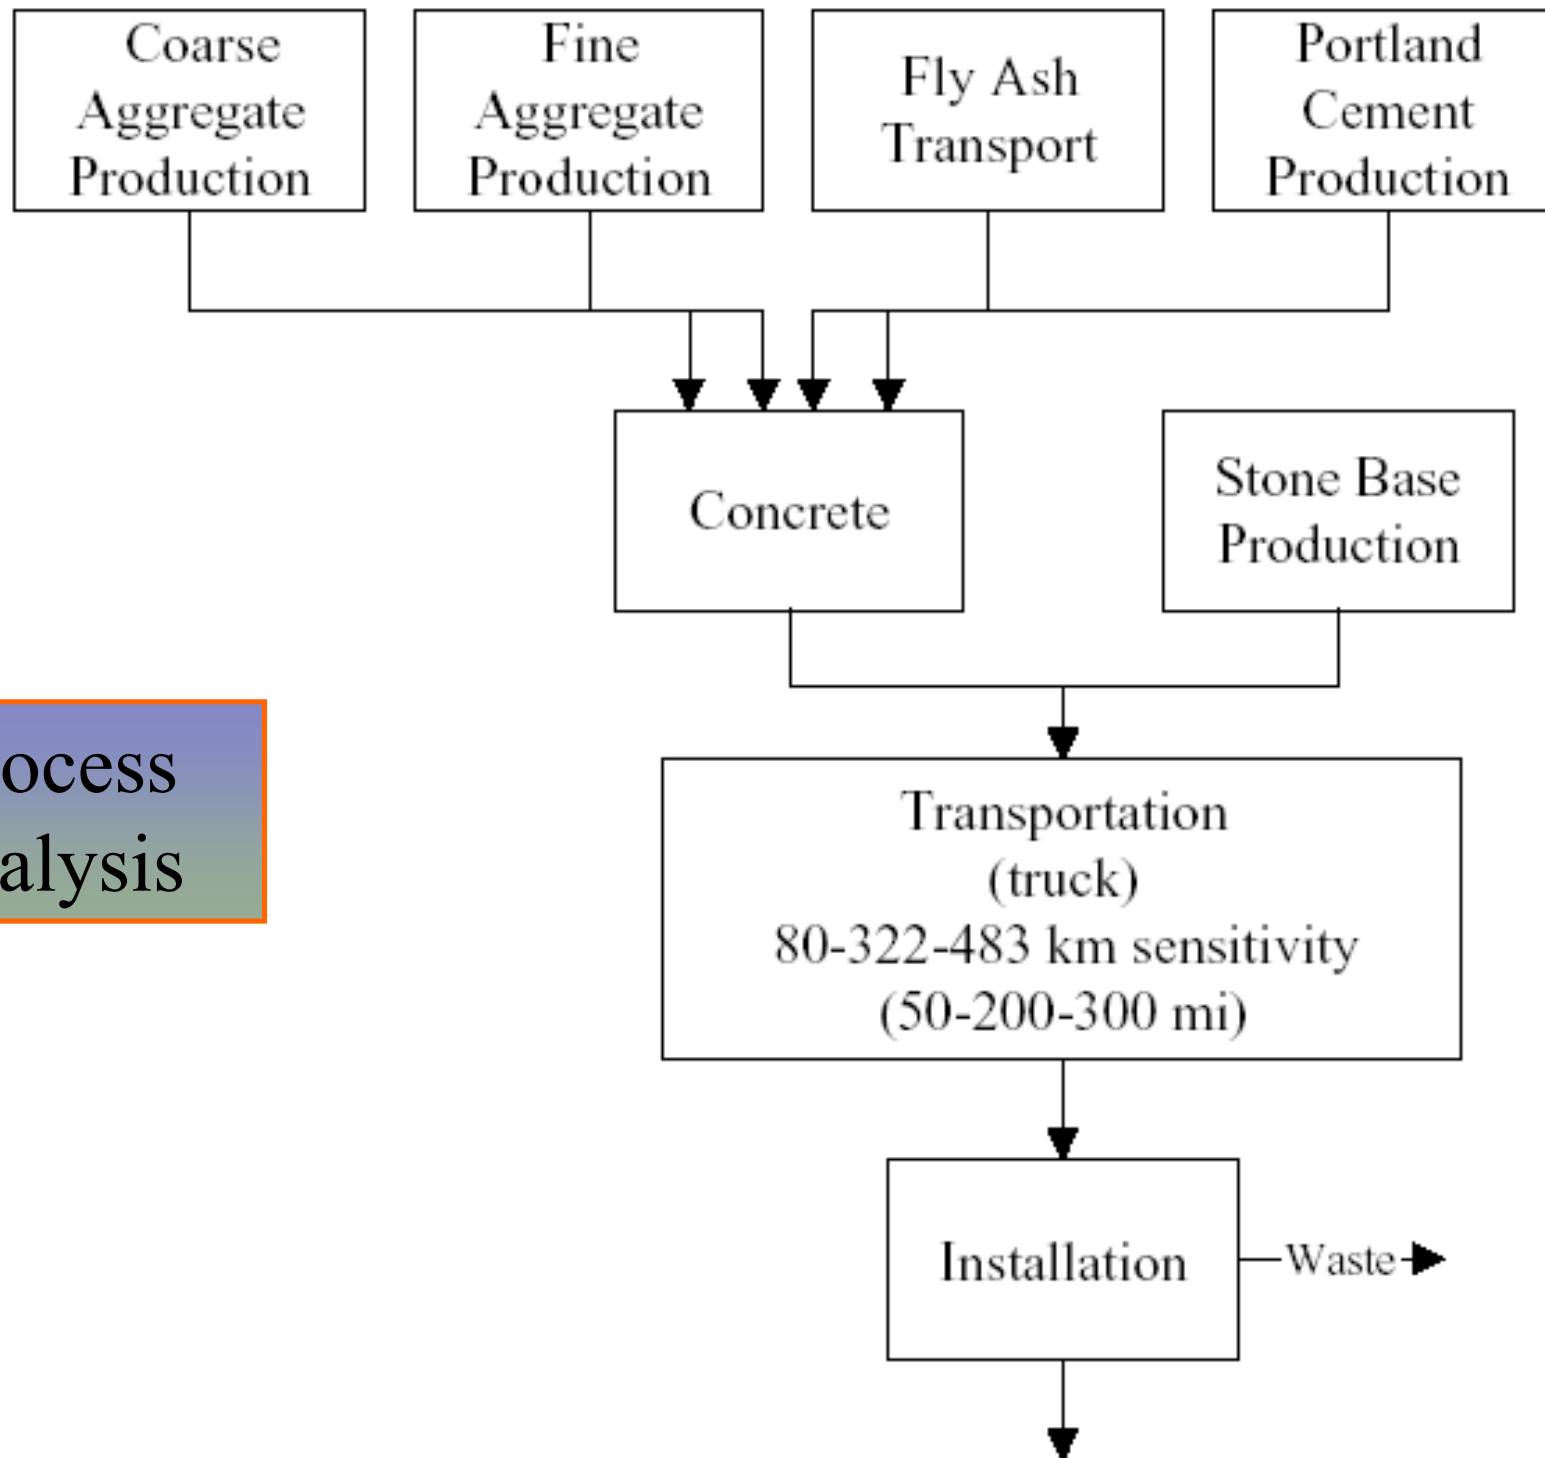 Coarse
Aggregate
Production
Fine
Aggregate
Production
Fly Ash
Transport
Portland
Cement
Production
Concrete
Stone Base
Production
ocess
alysis
Transportation
(truck)
80-322-483 km sensitivity
(50-200-300 mi)
Installation
Waste